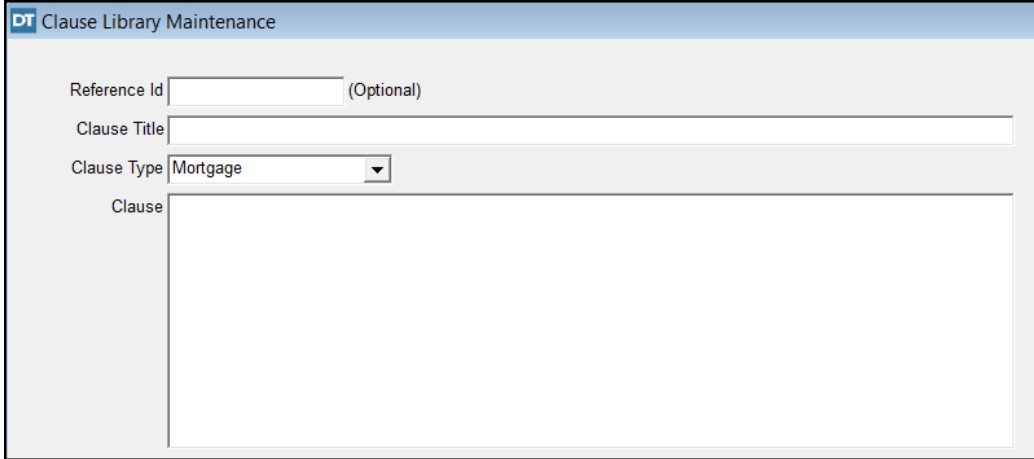 DT Clause Library Maintenance
Reference Id (Optional)
Clause Title
Clause Type Mortgage
Clause